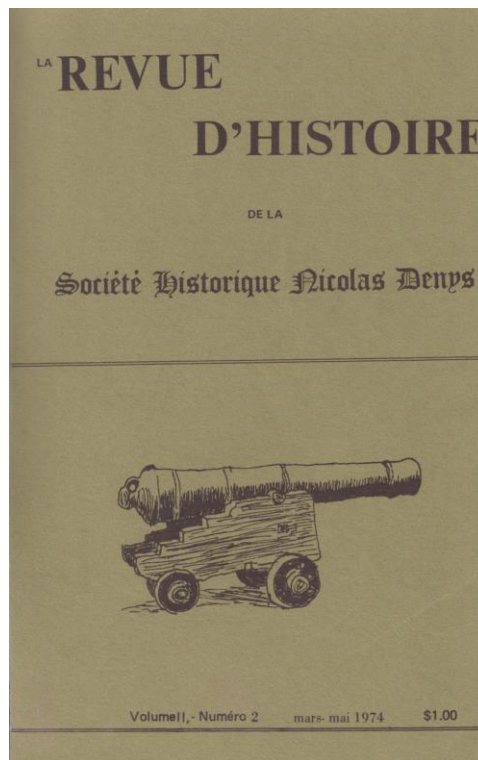 LA REVUE
D'HISTOIRE
DE LA
Société Historique Nicolas Denys
VolumeII,- Numéro 2 mars- mai 1974 $1.00